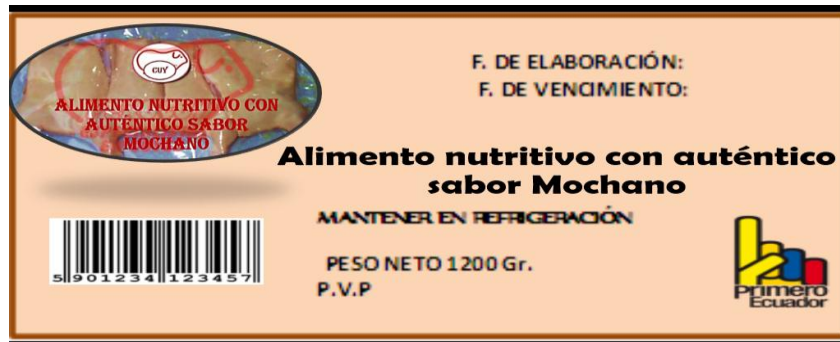 CUY
ALIMENTO NUTRITIVO CON
AUTÉNTICO SABOR
MOCHANO
F. DE ELABORACIÓN:
F. DE VENCIMIENTO:
Alimento nutritivo con auténtico
sabor Mochano
MANTENER EN REFRIGERACIÓN
PESO NETO 1200 Gr.
P.V.P
5 901234 123457
Primero
Ecuador